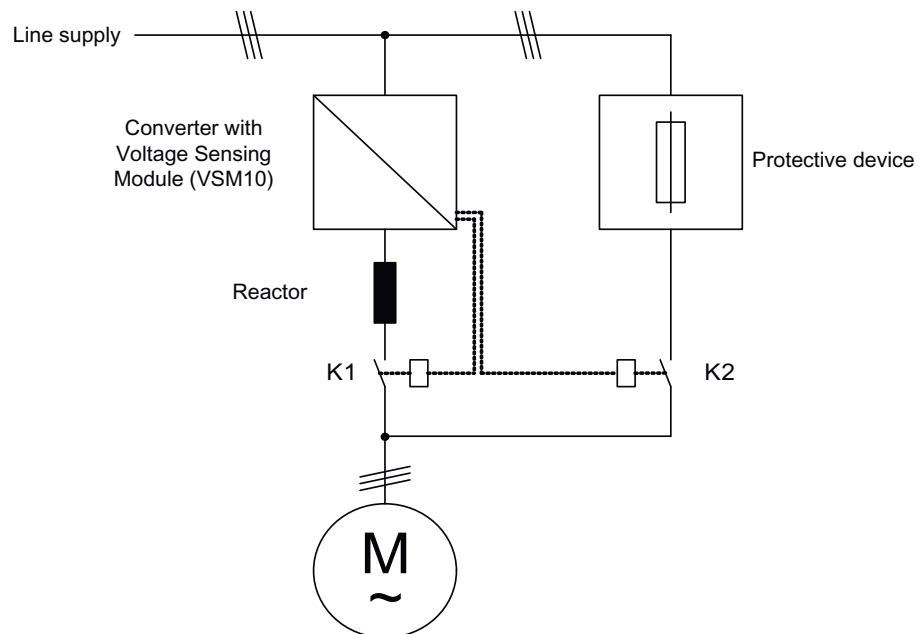 Line supply
Converter with
Voltage Sensing
Module (VSM10)
Protective device
Reactor
K1
K2
M
~